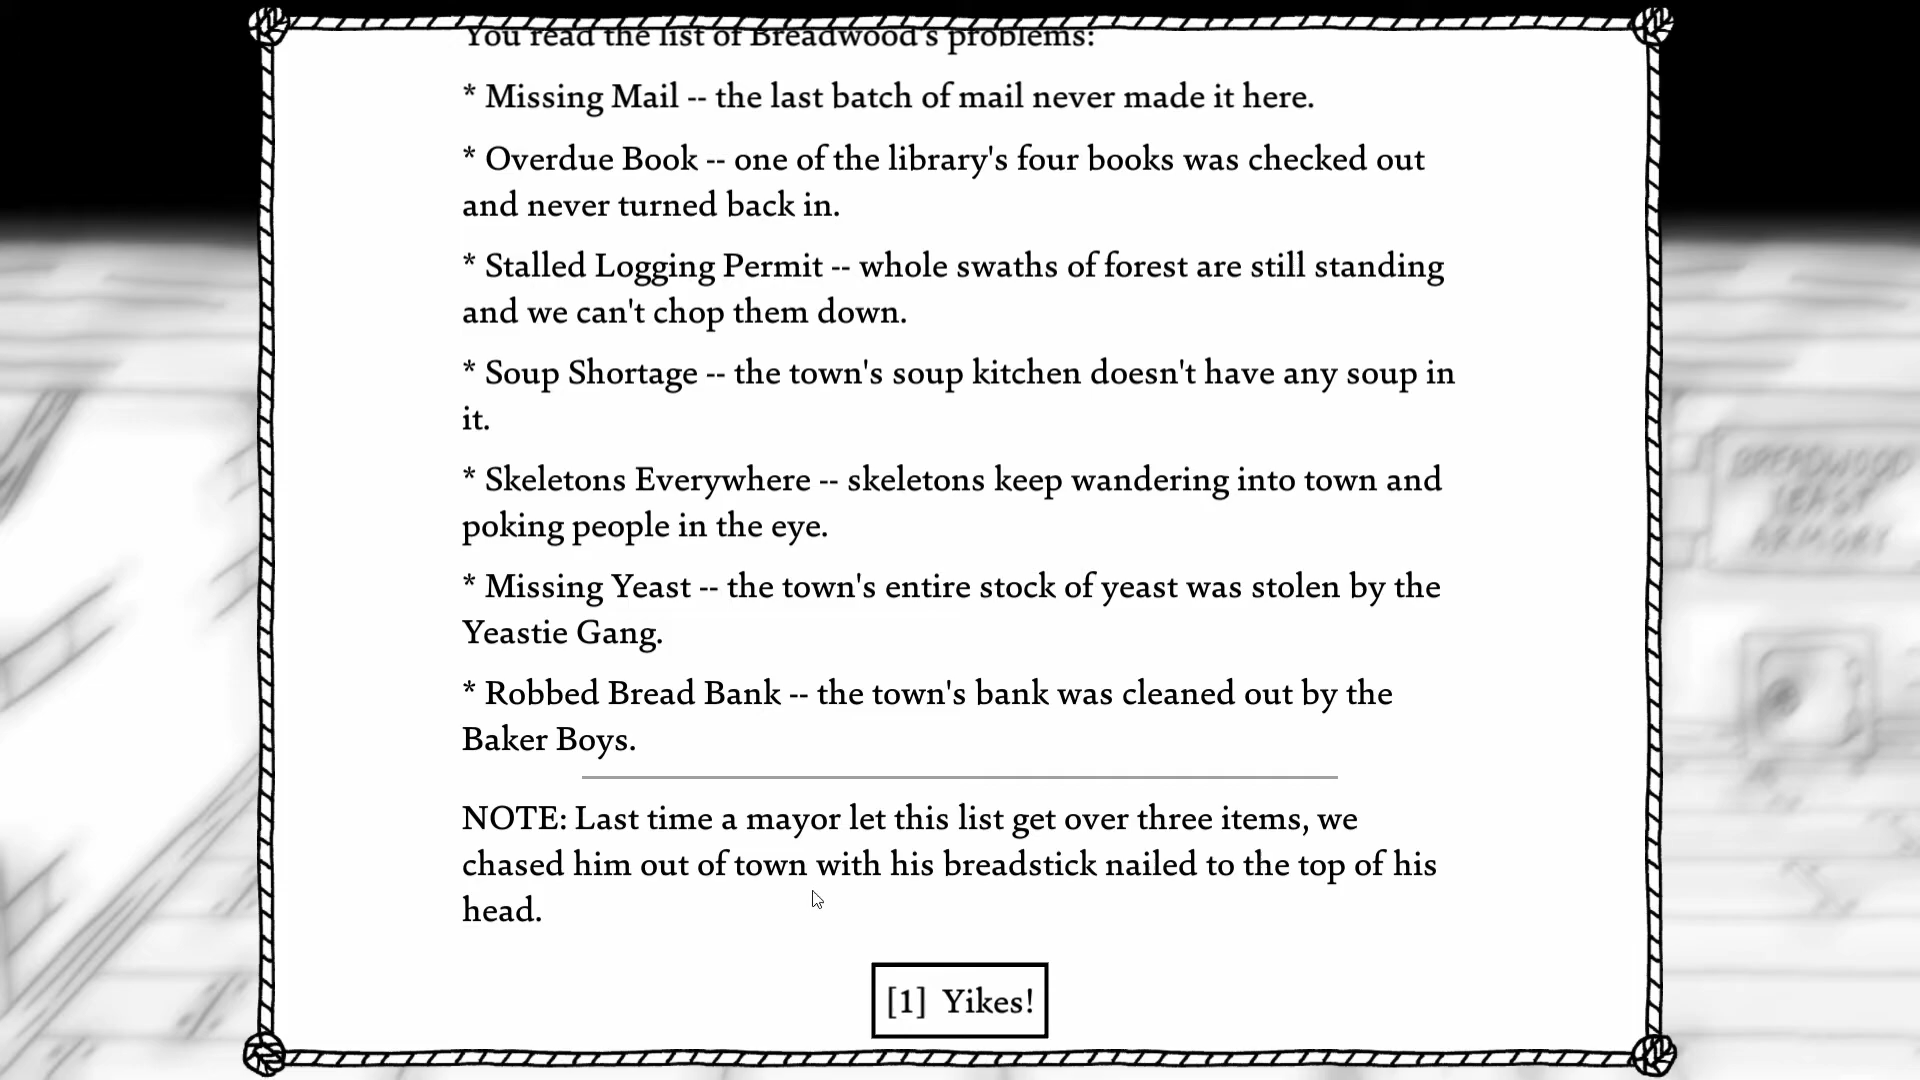 You read the list of Breadwood's problems:
* Missing Mail -- the last batch of mail never made it here.
* Overdue Book -- one of the library's four books was checked out
and never turned back in.
* Stalled Logging Permit -- whole swaths of forest are still standing
and we can't chop them down.
* Soup Shortage -- the town's soup kitchen doesn't have any soup in
it.
* Skeletons Everywhere -- skeletons keep wandering into town and
poking people in the eye.
* Missing Yeast -- the town's entire stock of yeast was stolen by the
Yeastie Gang.
* Robbed Bread Bank -- the town's bank was cleaned out by the
Baker Boys.
NOTE: Last time a mayor let this list get over three items, we
chased him out of town with his breadstick nailed to the top of his
head.
[1] Yikes!
BREADWOOD
YEAST
ARMORY